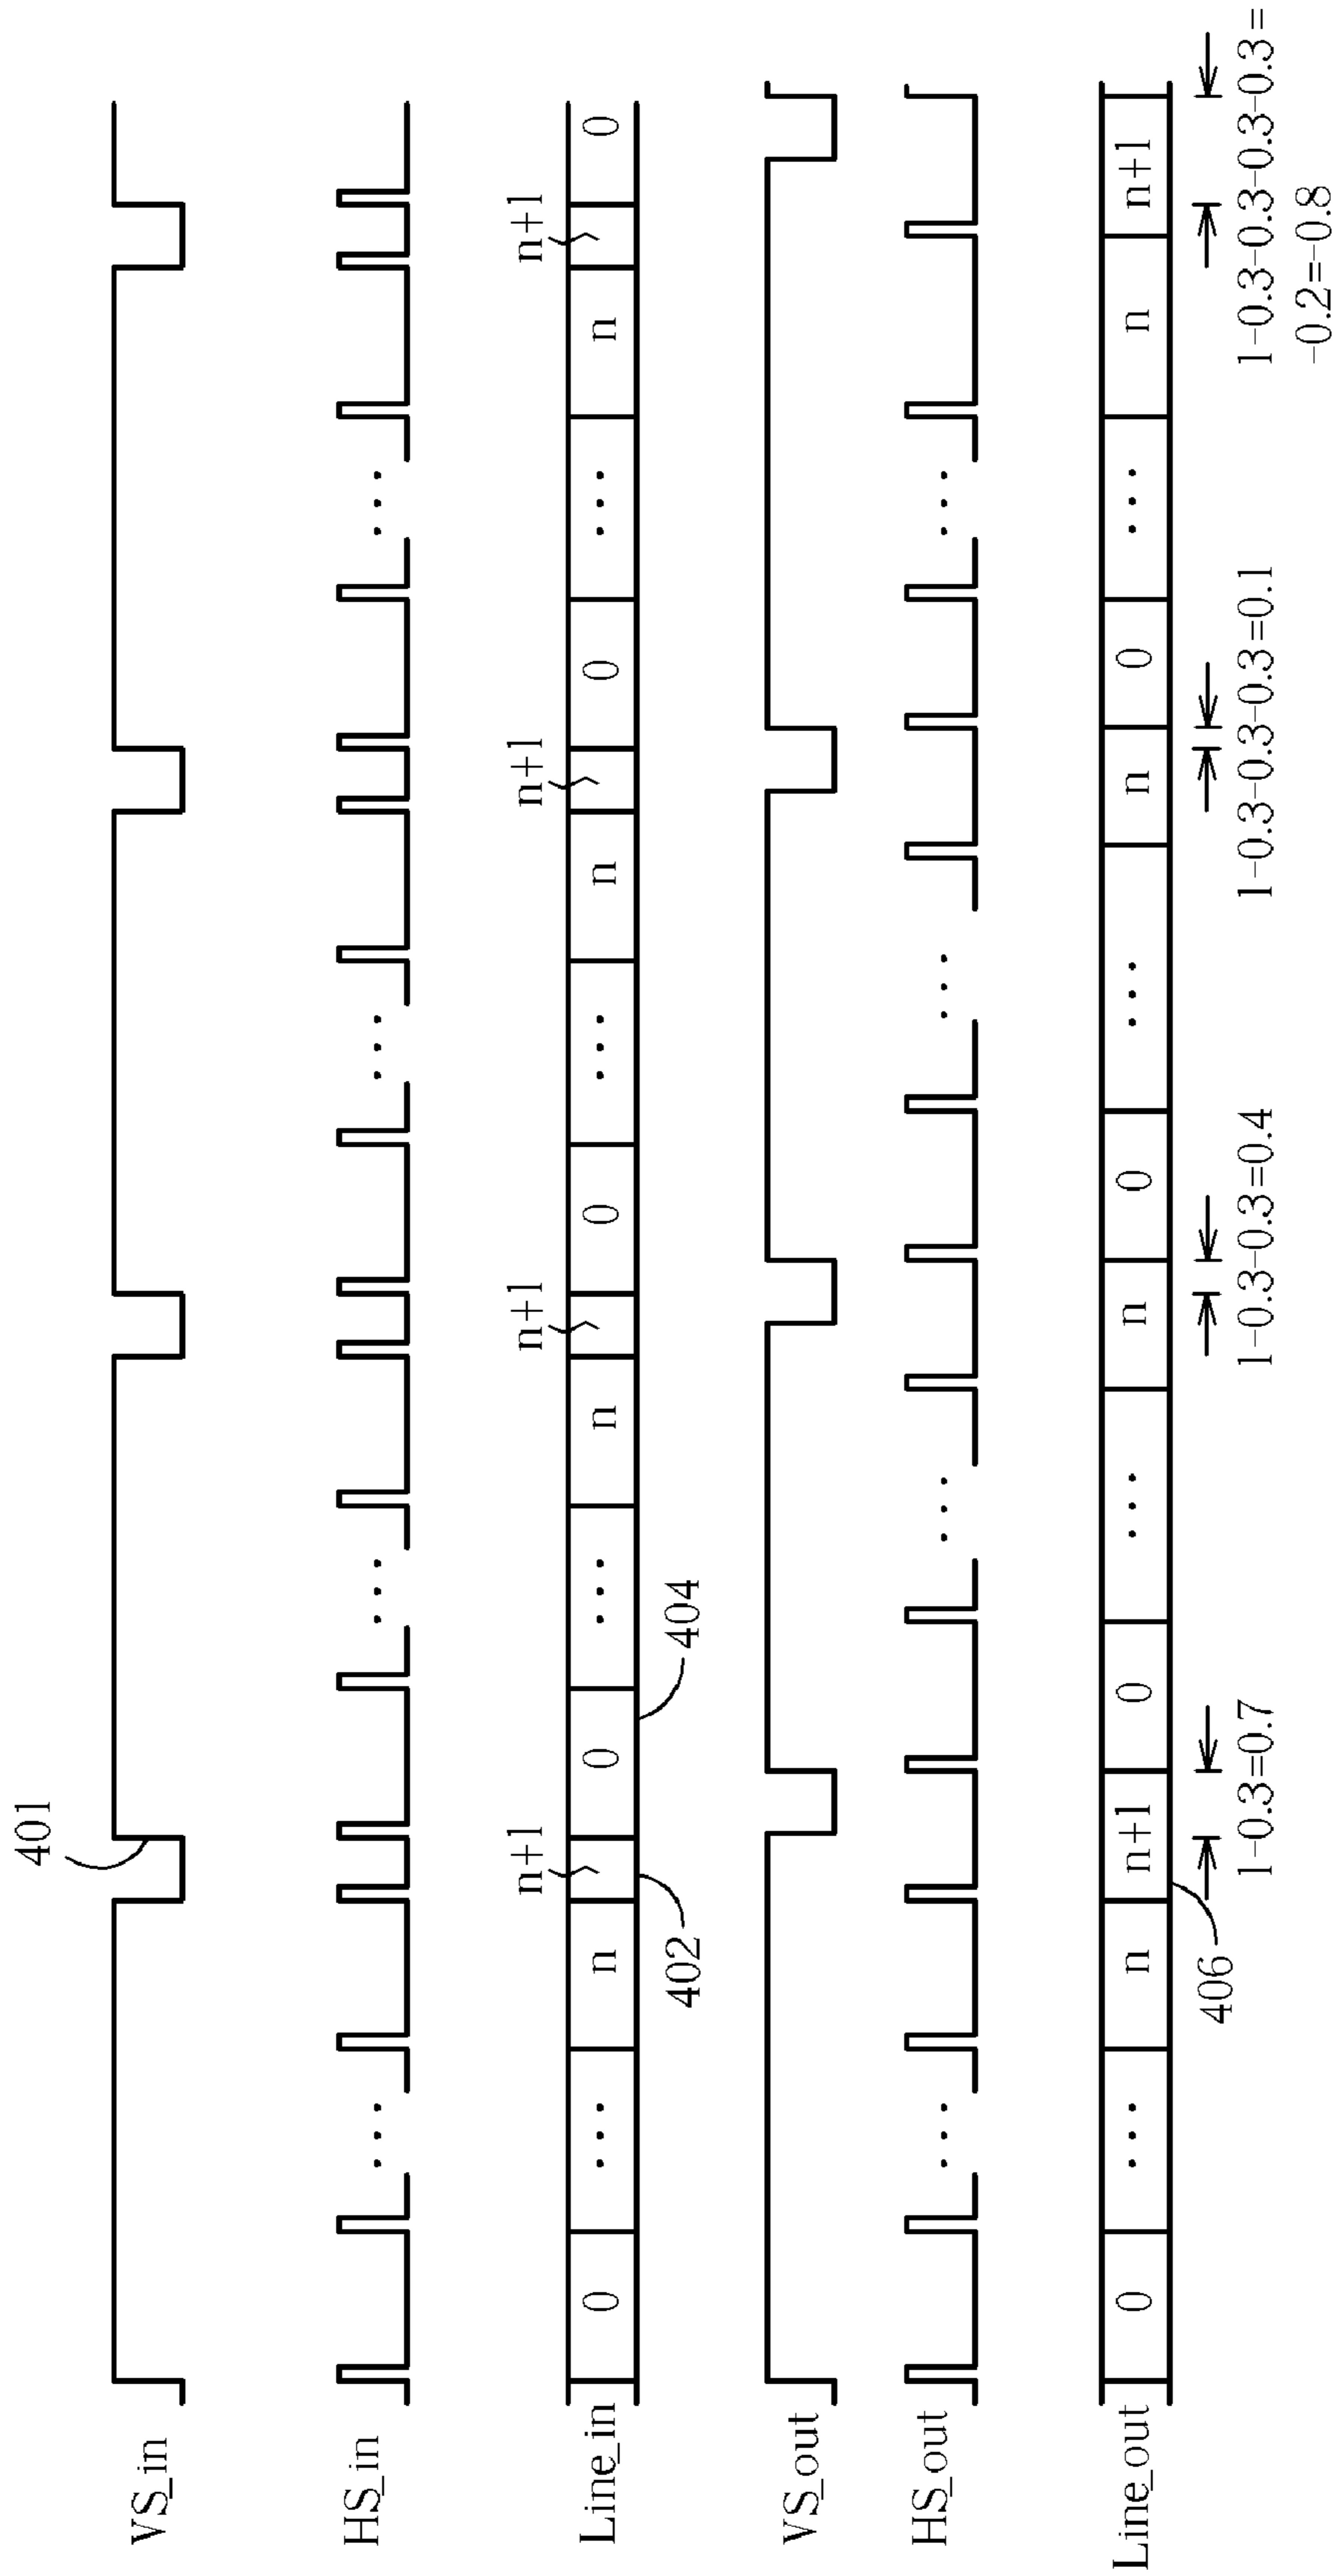 401
VS_in
HS_in ... ... ... ...
n+1 n+1 n+1 n+1
Line_in 0 ... n 0 ... n 0 ... n 0 ... n 0
402 404
VS_out
HS_out ... ... ... ...
Line_out 0 ... n n+1 0 ... n 0 ... n 0 ... n n+1
406
1–0.3=0.7
1–0.3–0.3=0.4
1–0.3–0.3–0.3=0.1
1–0.3–0.3–0.3–0.3=
–0.2=–0.8